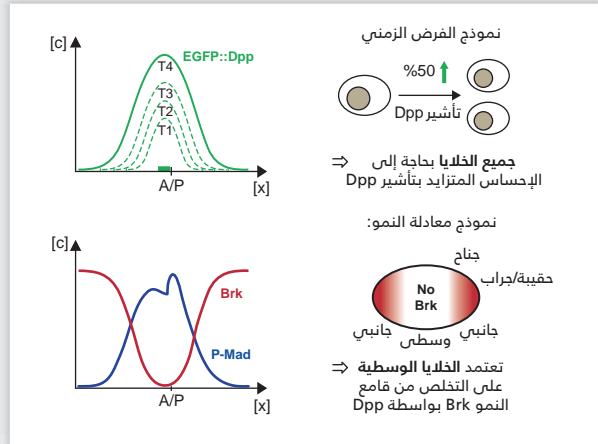 نموذج الفرض الزمني
[c]
EGFP::Dpp
T4
T3
T2
T1
A/P
[x]
%50
تأشير Dpp
⇐ جميع الخلايا بحاجة إلى
الإحساس المتزايد بتأشير Dpp
نموذج معادلة النمو:
[c]
Brk
P-Mad
A/P
[x]
جناح
حقيبة/جراب
No
Brk
جانبي
وسطى
جانبي
⇐ تعتمد الخلايا الوسطية
على التخلص من قامع
النمو Brk بواسطة Dpp